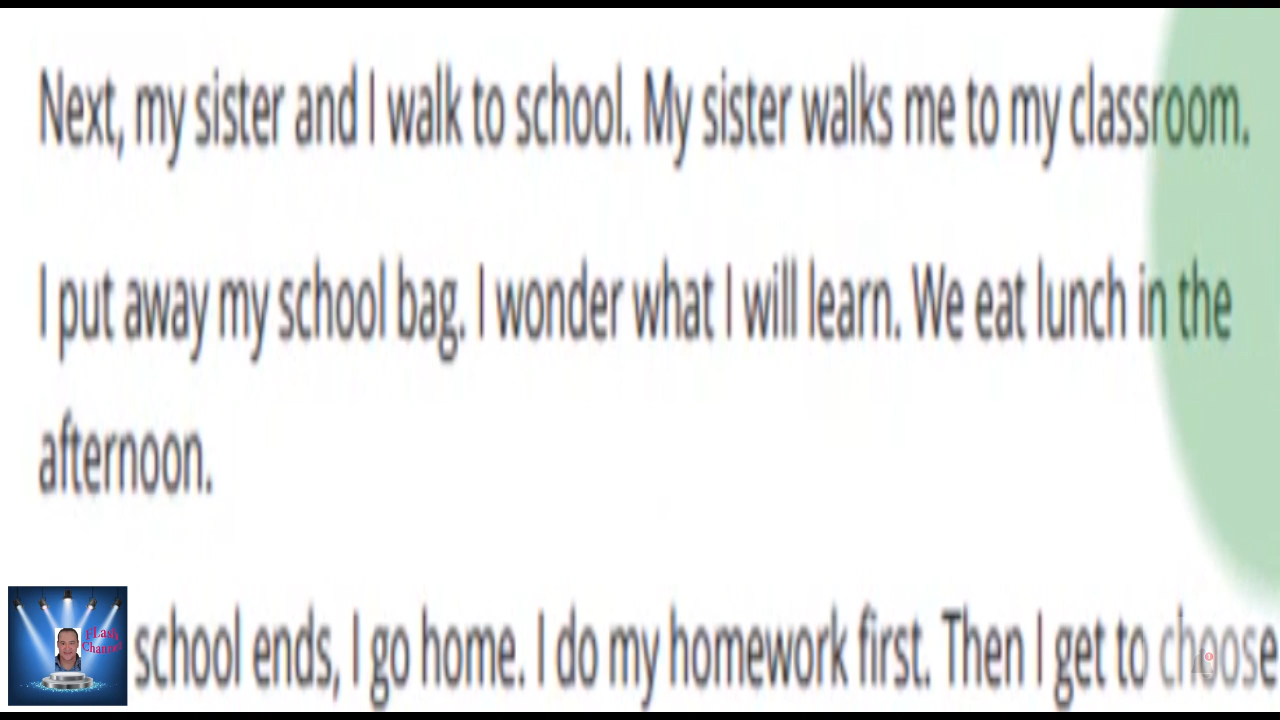 Next, my sister and I walk to school. My sister walks me to my classroom.
I put away my school bag. I wonder what I will learn. We eat lunch in the
afternoon.
school ends, I go home. I do my homework first. Then I get to choose
Flash
Channel